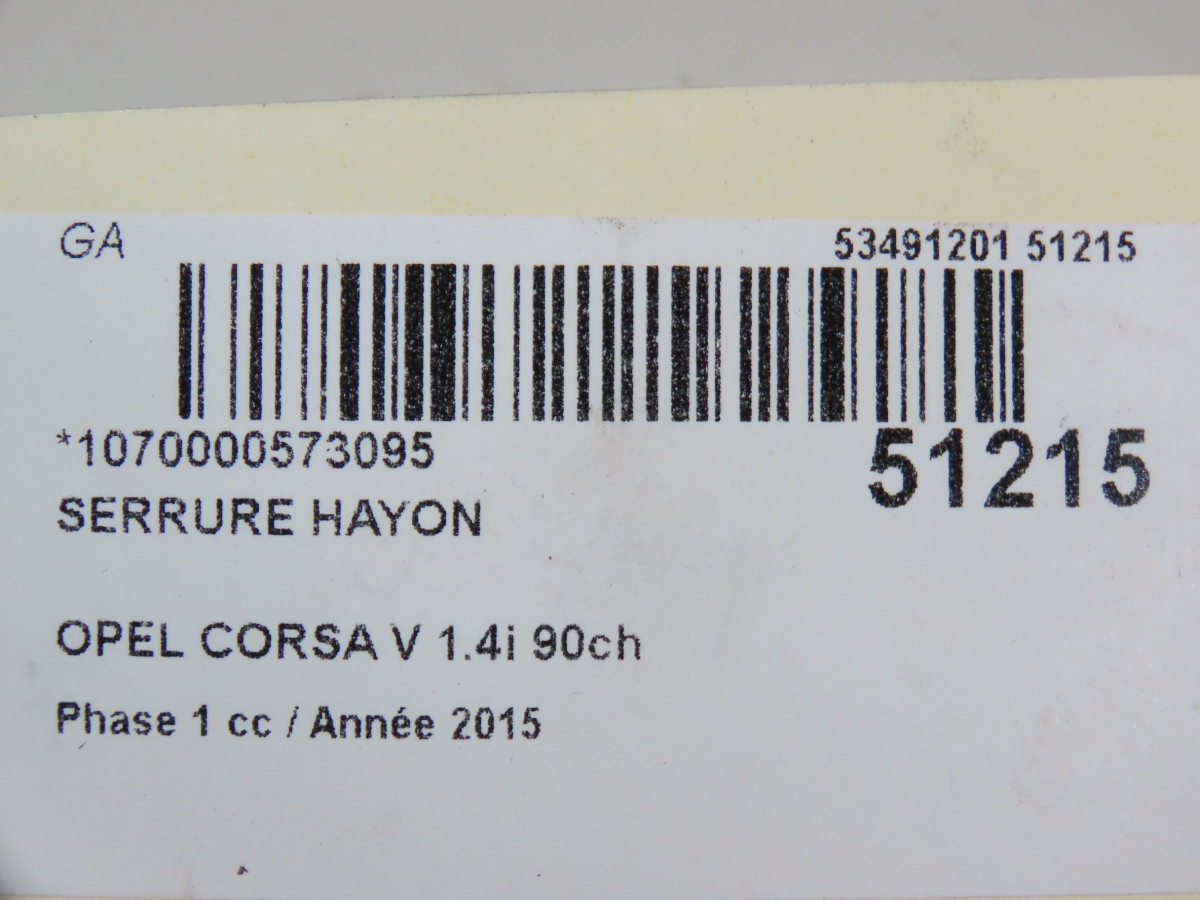 GA 53491201 51215
*1070000573095 51215
SERRURE HAYON
OPEL CORSA V 1.4i 90ch
Phase 1 cc / Année 2015